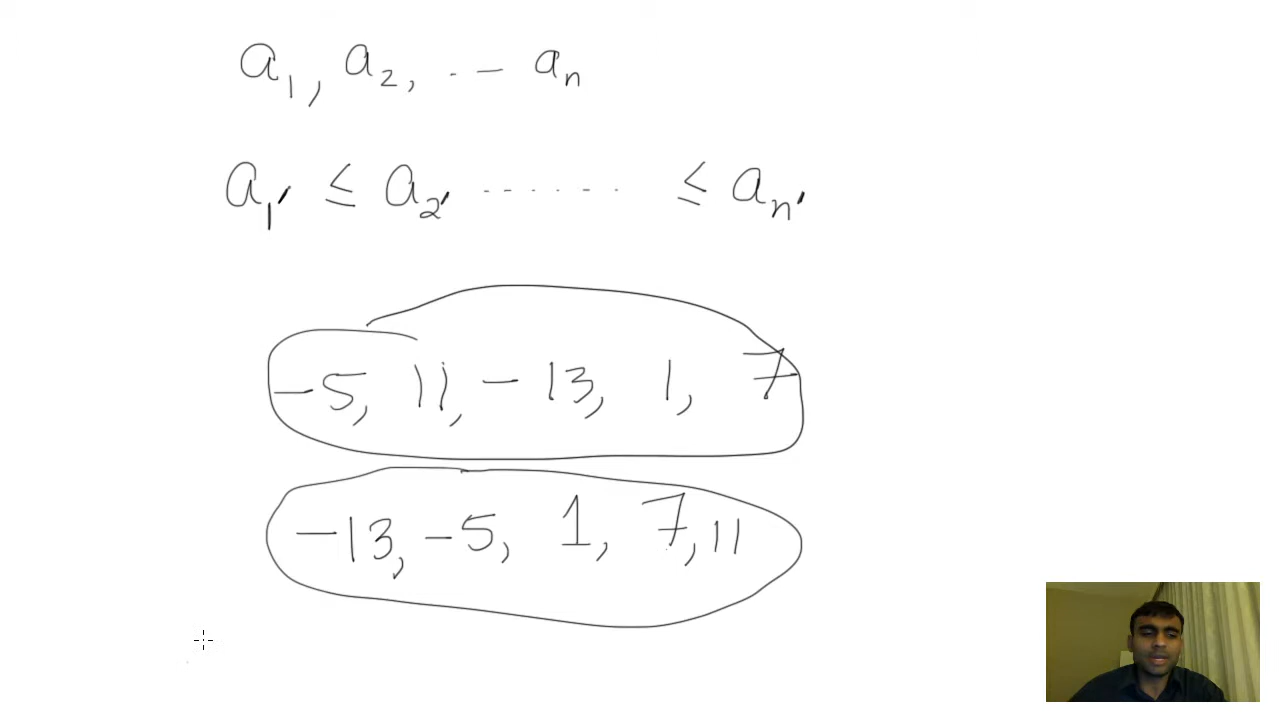 a₁, a₂, .. — aₙ
a₁′ ≤ a₂′ ........ ≤ aₙ′
-5, 11, -13, 1, 7
-13, -5, 1, 7, 11